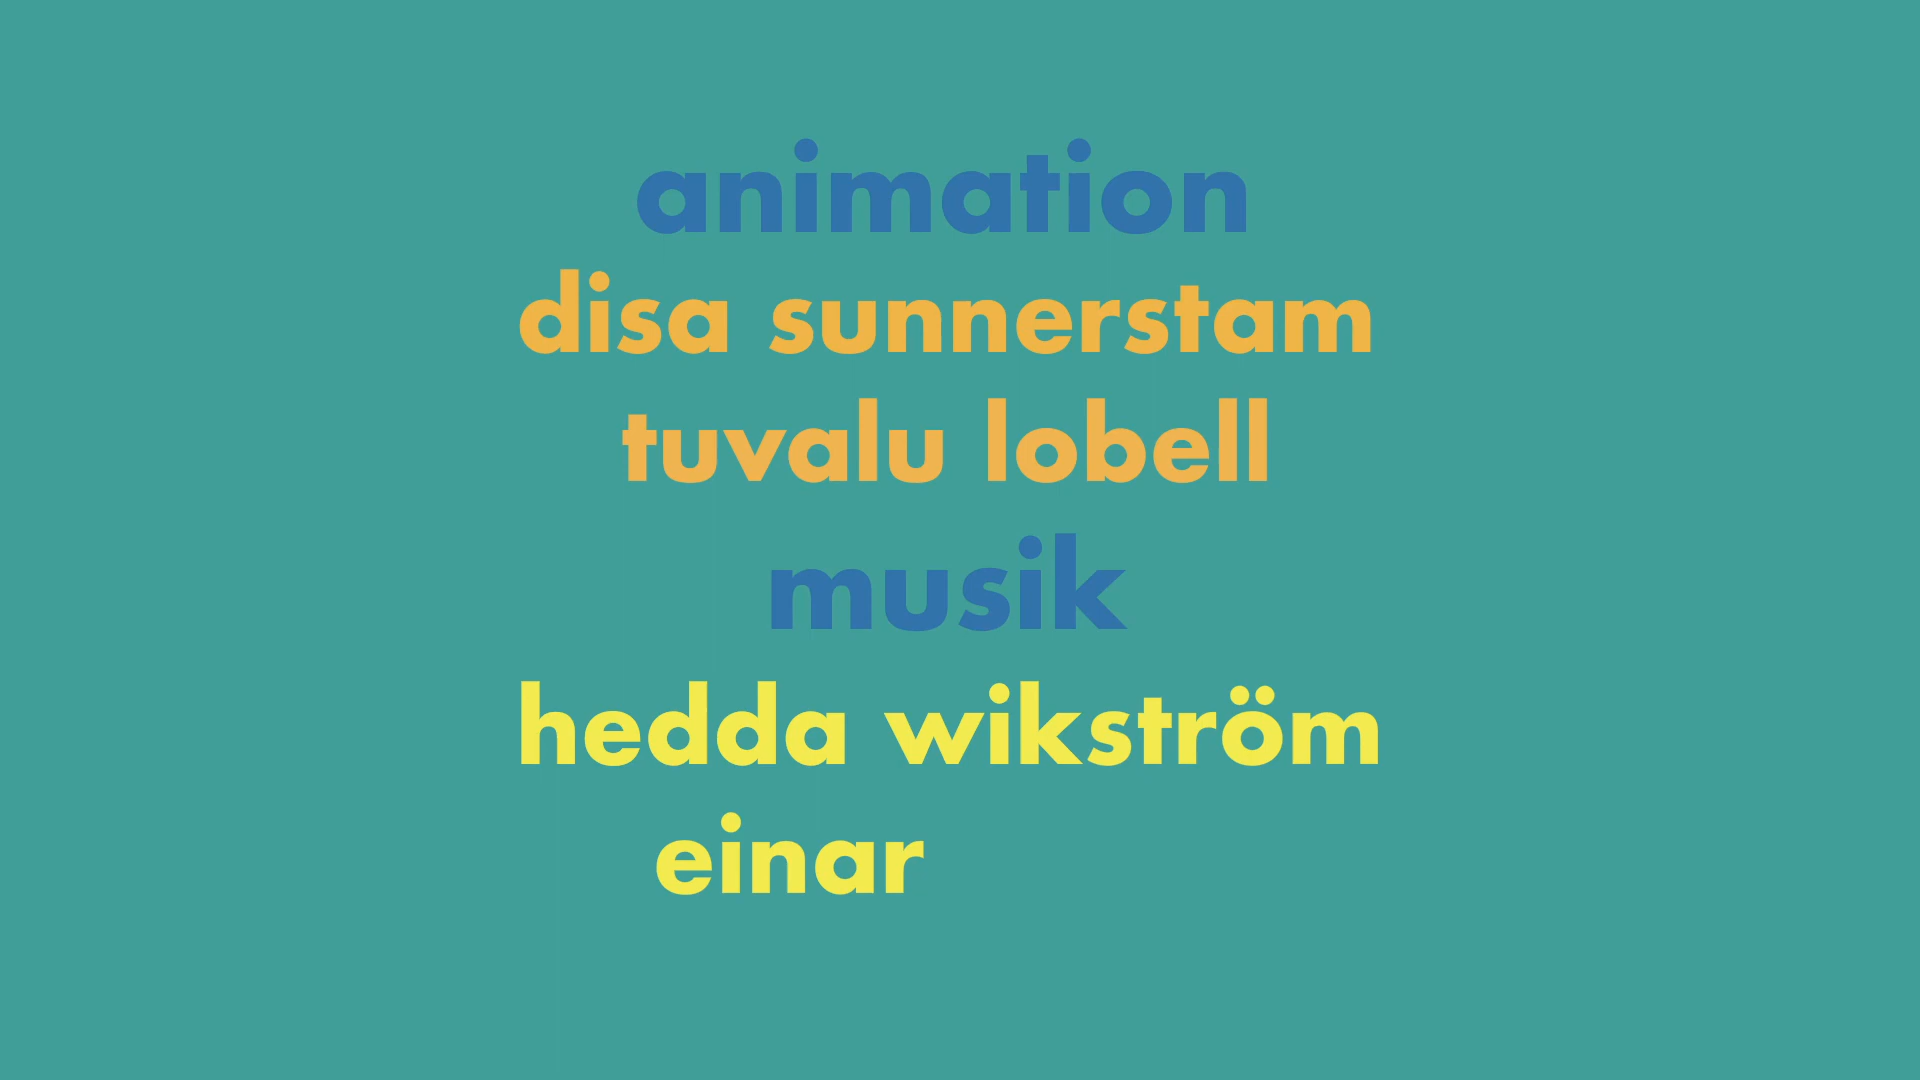 animation
disa sunnerstam
tuvalu lobell
musik
hedda wikström
einar